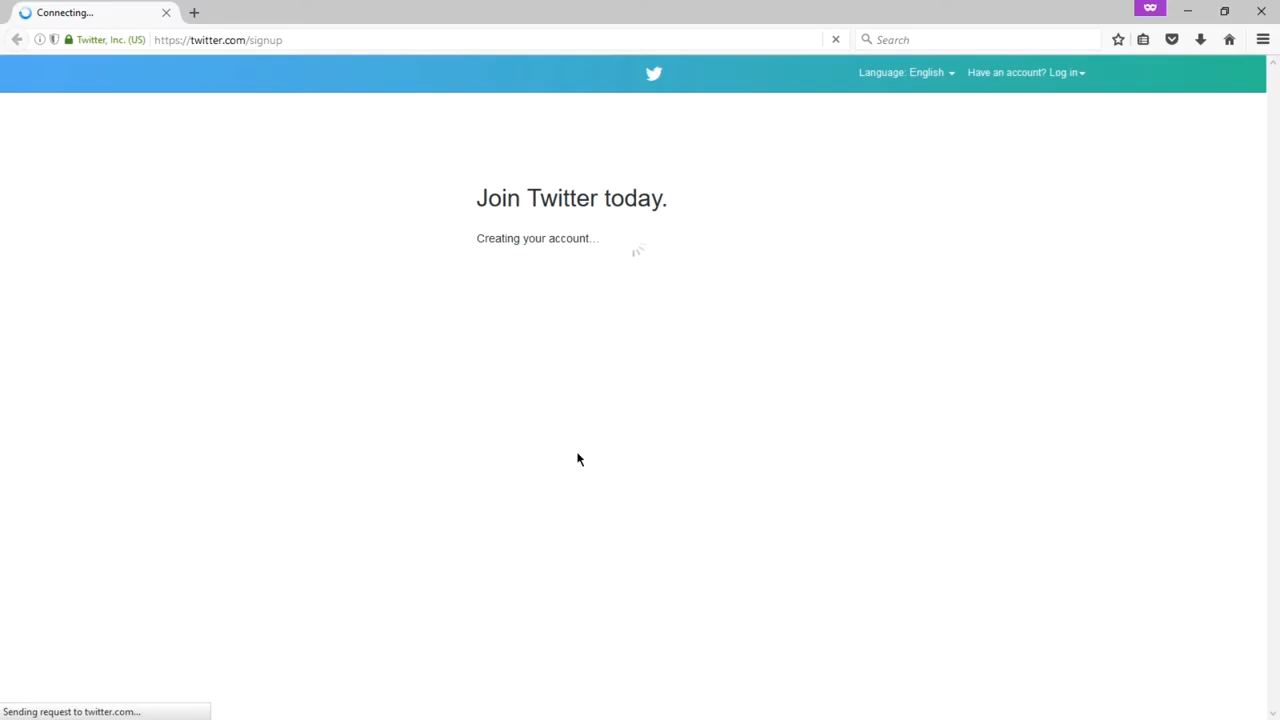 Connecting...
Twitter, Inc. (US) https://twitter.com/signup Search
Language: English Have an account? Log in
Join Twitter today.
Creating your account...
Sending request to twitter.com...